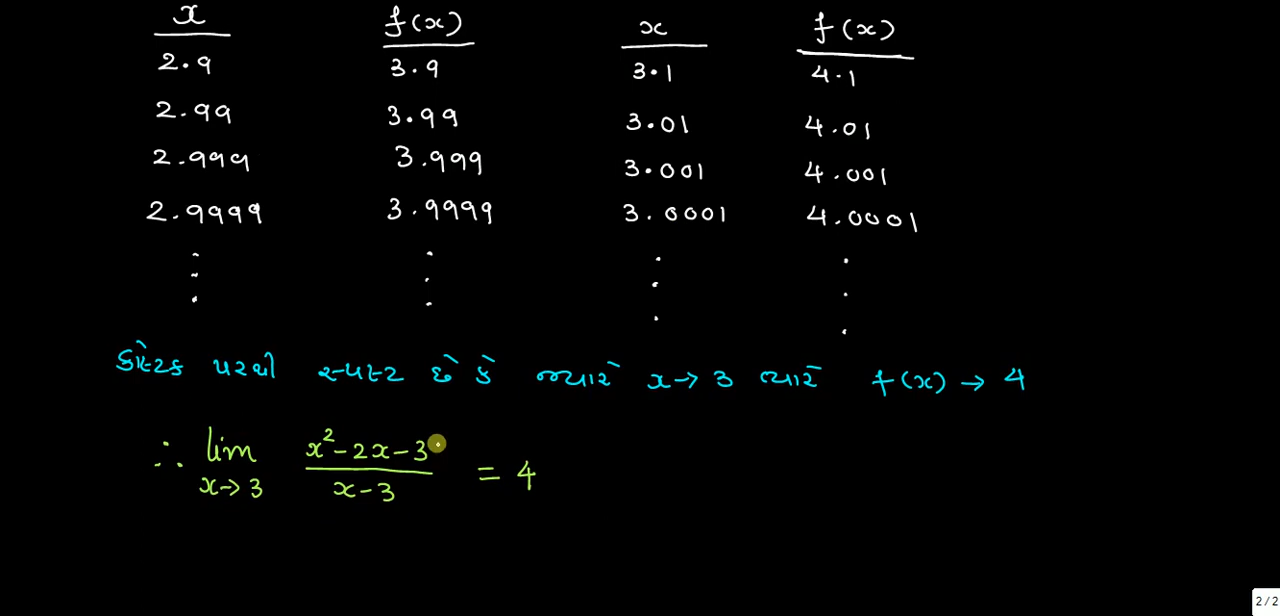 x f(x) x f(x)
2.9 3.9 3.1 4.1
2.99 3.99 3.01 4.01
2.999 3.999 3.001 4.001
2.9999 3.9999 3.0001 4.0001
⋮ ⋮ ⋮ ⋮
કોષ્ટક પરથી સ્પષ્ટ છે કે જ્યારે x → 3 ત્યારે f(x) → 4
∴ lim x→3 (x² - 2x - 3)/(x - 3) = 4
2/2